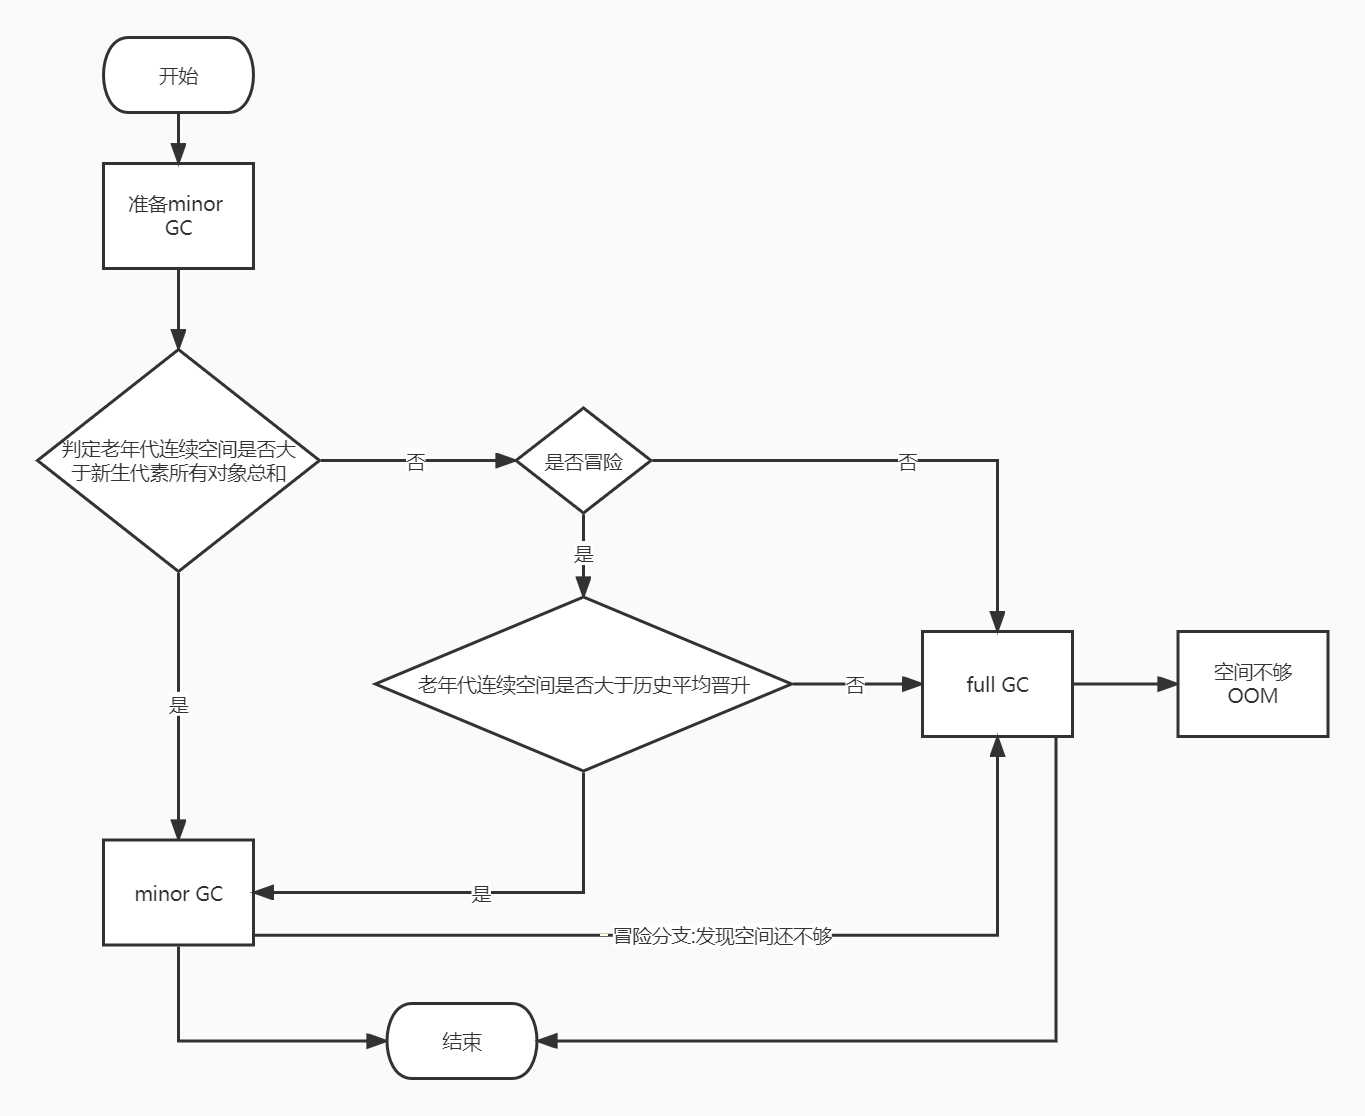 开始
准备minor
GC
判定老年代连续空间是否大
于新生代素所有对象总和
否
是否冒险
否
是
老年代连续空间是否大于历史平均晋升
否
full GC
空间不够
OOM
是
minor GC
是
冒险分支:发现空间还不够
结束